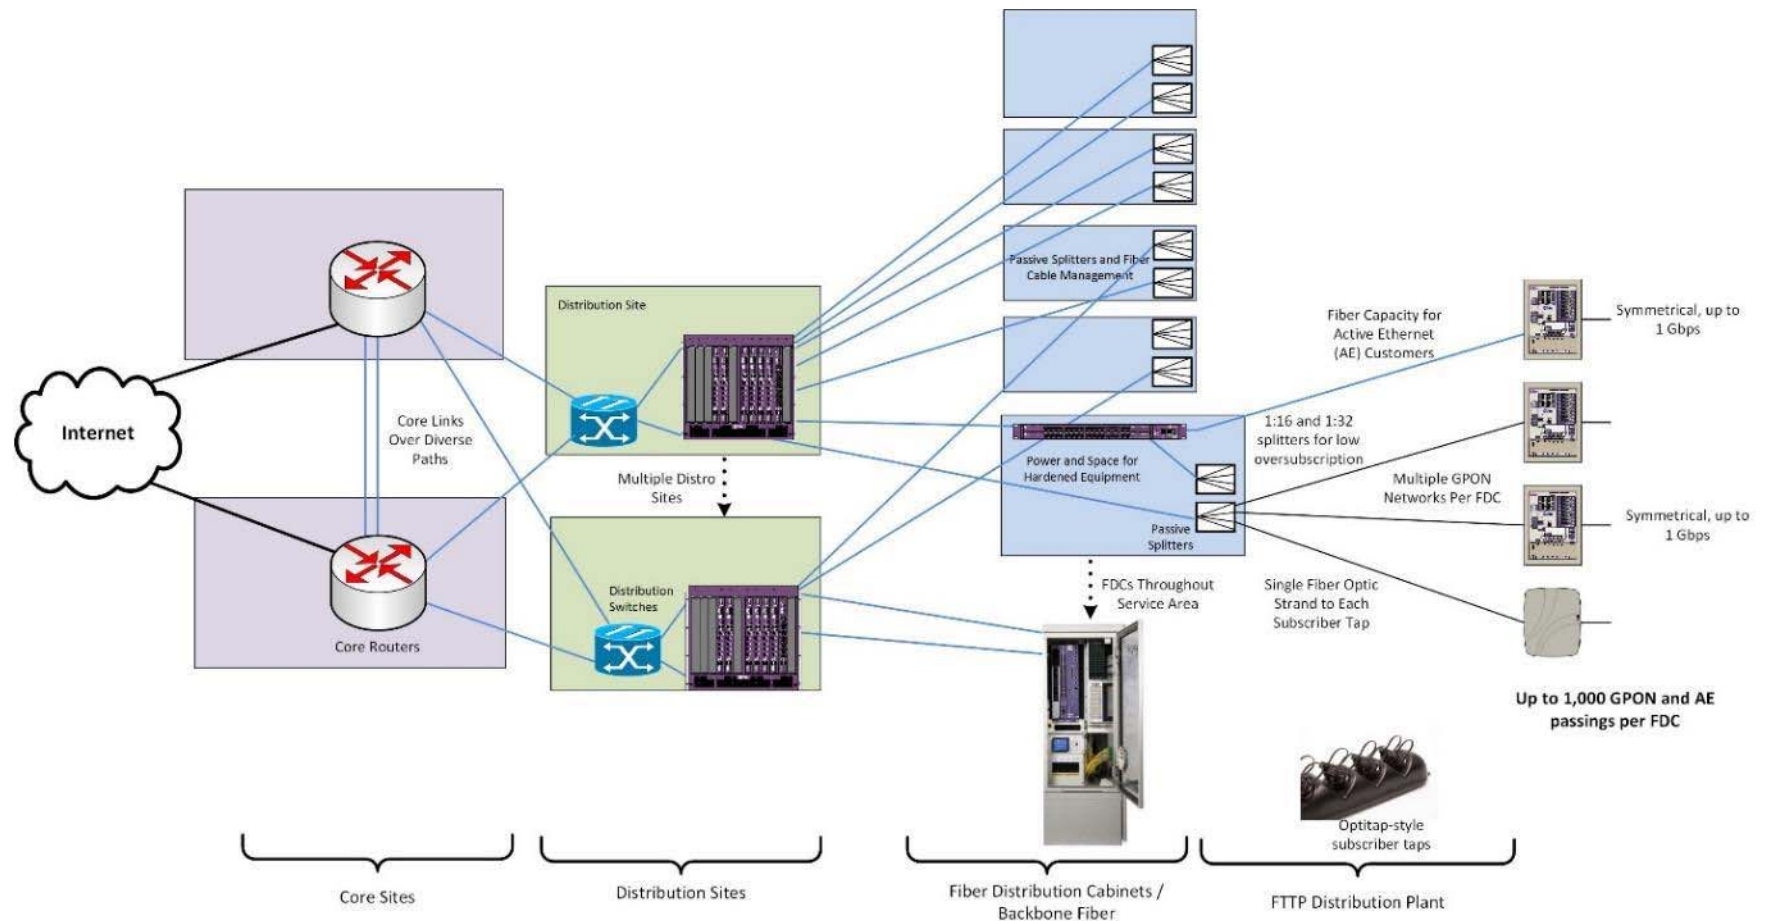 Internet
Core Links
Over Diverse
Paths
Core Routers
Distribution Site
Multiple Distro
Sites
Distribution
Switches
Passive Splitters and Fiber
Cable Management
Power and Space for
Hardened Equipment
Passive
Splitters
FDCs Throughout
Service Area
Fiber Capacity for
Active Ethernet
(AE) Customers
1:16 and 1:32
splitters for low
oversubscription
Multiple GPON
Networks Per FDC
Single Fiber Optic
Strand to Each
Subscriber Tap
Symmetrical, up to
1 Gbps
Symmetrical, up to
1 Gbps
Up to 1,000 GPON and AE
passings per FDC
Optitap-style
subscriber taps
Core Sites
Distribution Sites
Fiber Distribution Cabinets /
Backbone Fiber
FTTP Distribution Plant